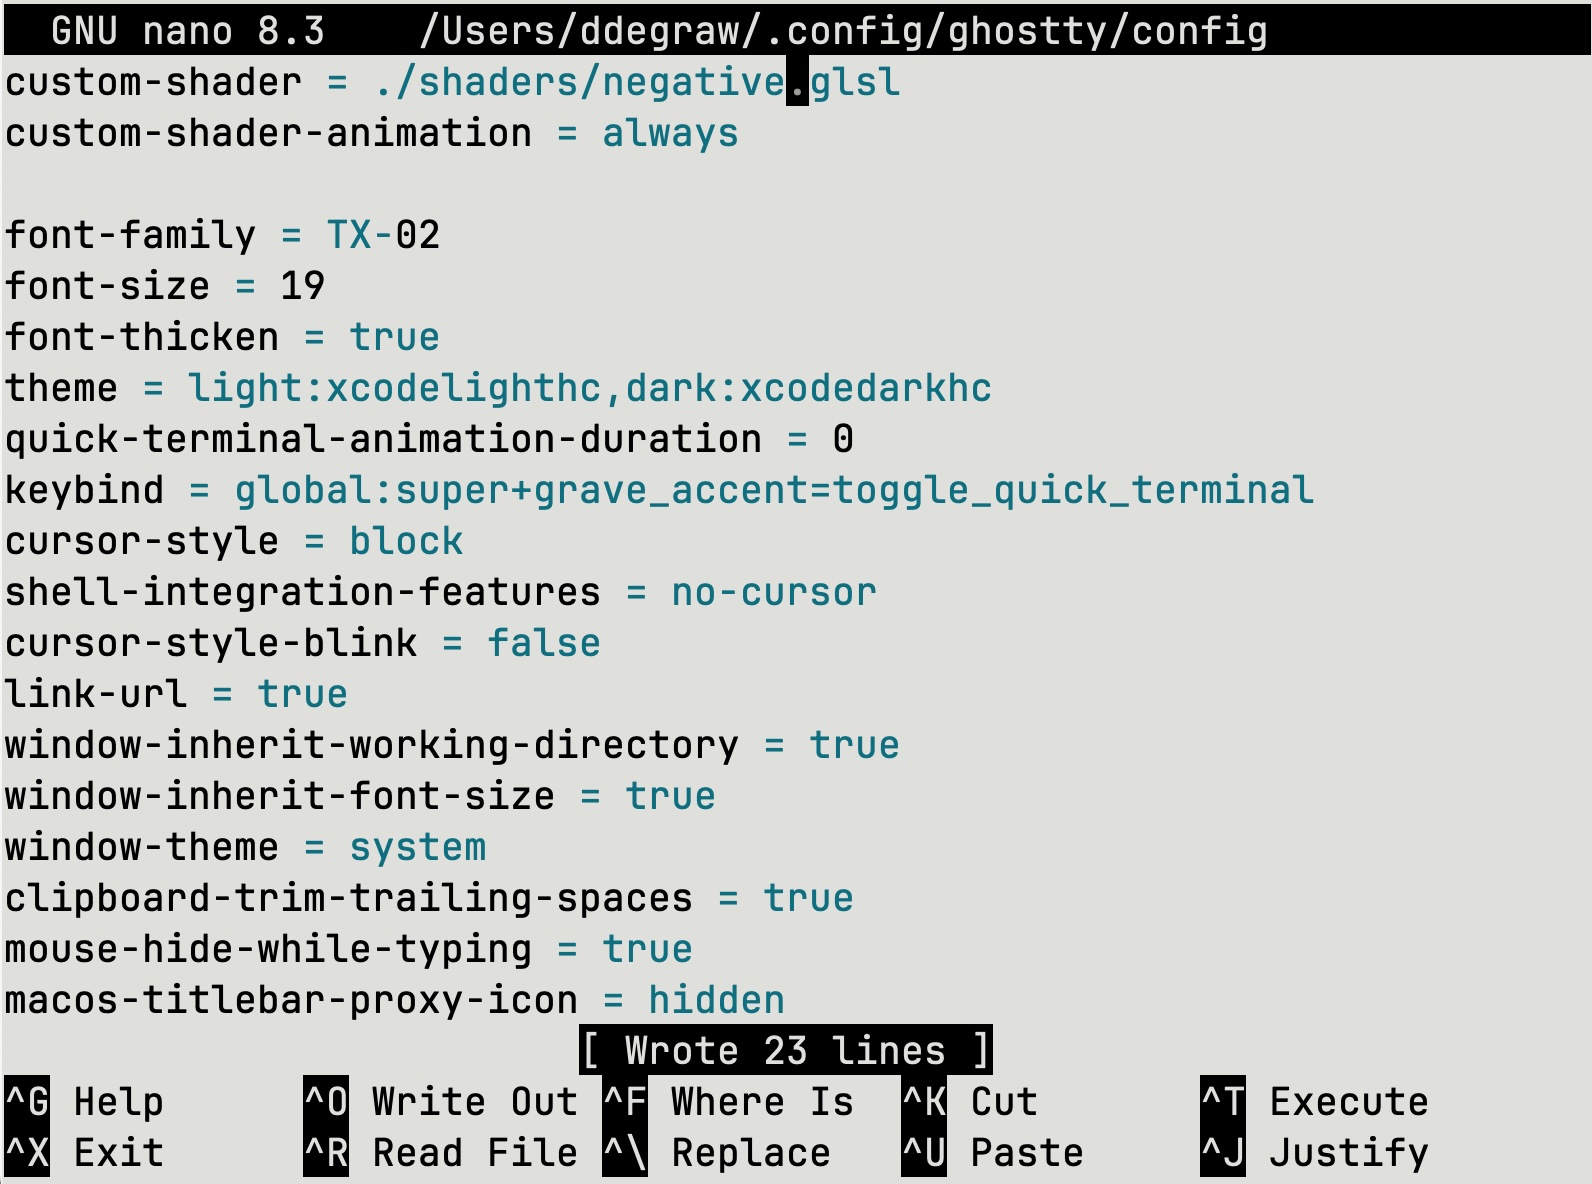 GNU nano 8.3    /Users/ddegraw/.config/ghostty/config
custom-shader = ./shaders/negative.glsl
custom-shader-animation = always

font-family = TX-02
font-size = 19
font-thicken = true
theme = light:xcodelighthc,dark:xcodedarkhc
quick-terminal-animation-duration = 0
keybind = global:super+grave_accent=toggle_quick_terminal
cursor-style = block
shell-integration-features = no-cursor
cursor-style-blink = false
link-url = true
window-inherit-working-directory = true
window-inherit-font-size = true
window-theme = system
clipboard-trim-trailing-spaces = true
mouse-hide-while-typing = true
macos-titlebar-proxy-icon = hidden
[ Wrote 23 lines ]
^G Help ^O Write Out ^F Where Is ^K Cut ^T Execute
^X Exit ^R Read File ^\ Replace ^U Paste ^J Justify